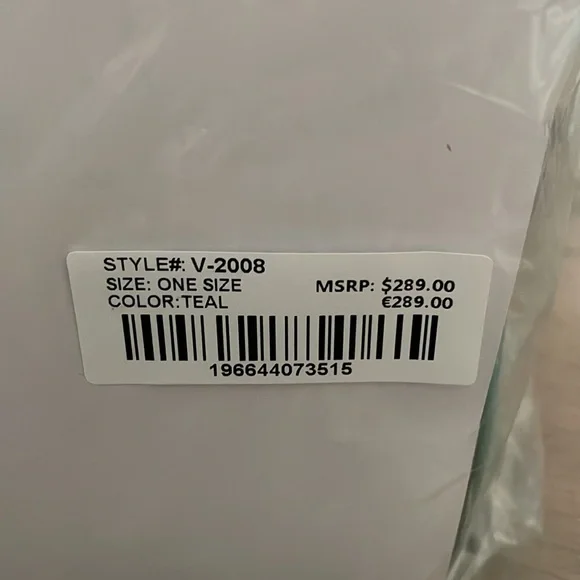 STYLE#: V-2008
SIZE: ONE SIZE MSRP: $289.00
COLOR:TEAL €289.00
196644073515